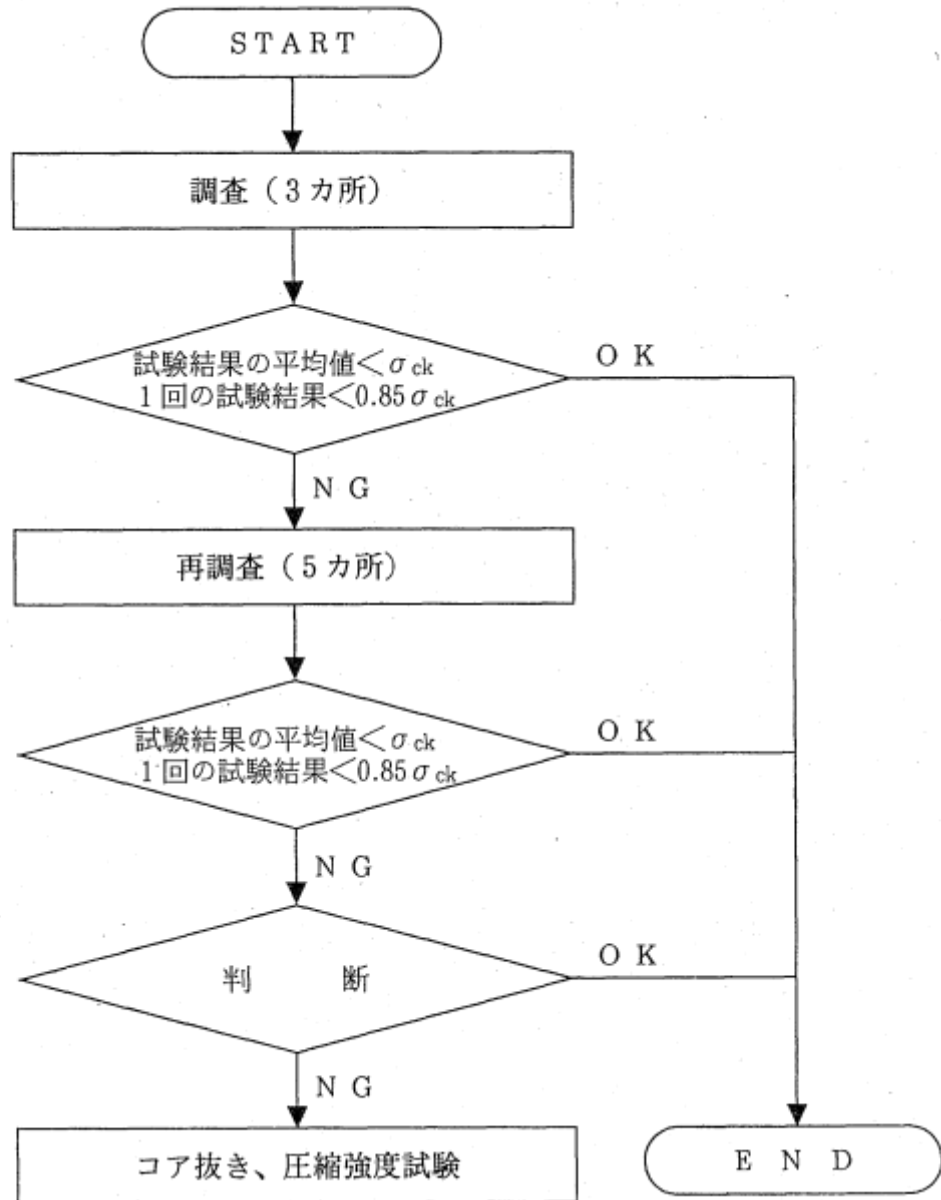 START
調査（3カ所）
試験結果の平均値＜σck
1回の試験結果＜0.85σck
OK
NG
再調査（5カ所）
試験結果の平均値＜σck
1回の試験結果＜0.85σck
OK
NG
判 断
OK
NG
コア抜き、圧縮強度試験
END